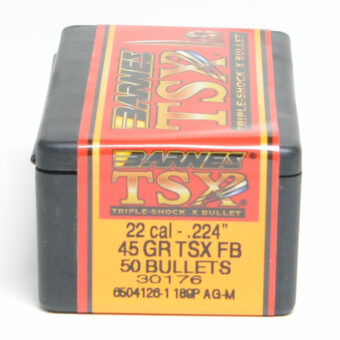 BARNES
TSX
TRIPLE-SHOCK X BULLET
BARNES
TSX
TRIPLE-SHOCK X BULLET
22 cal - .224"
45 GR TSX FB
50 BULLETS
30176
6504126-1 189P AG-M